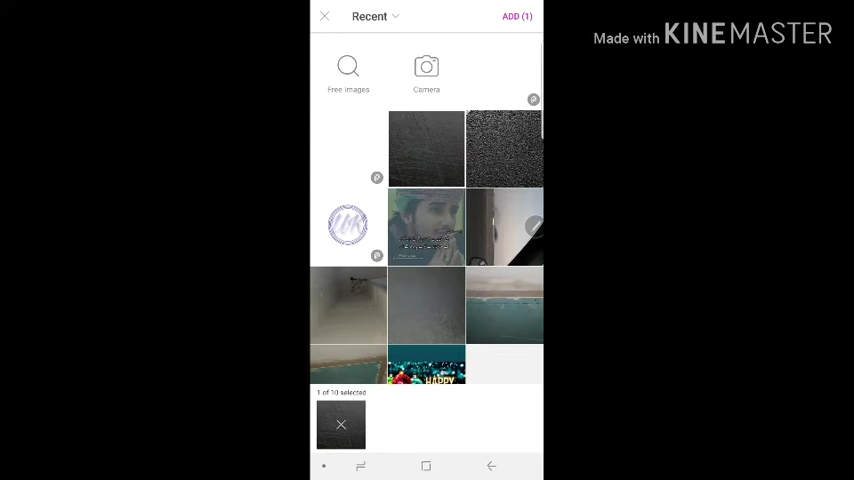 Recent
ADD (1)
Made with KINEMASTER
Free images
Camera
HAPPY
1 of 10 selected